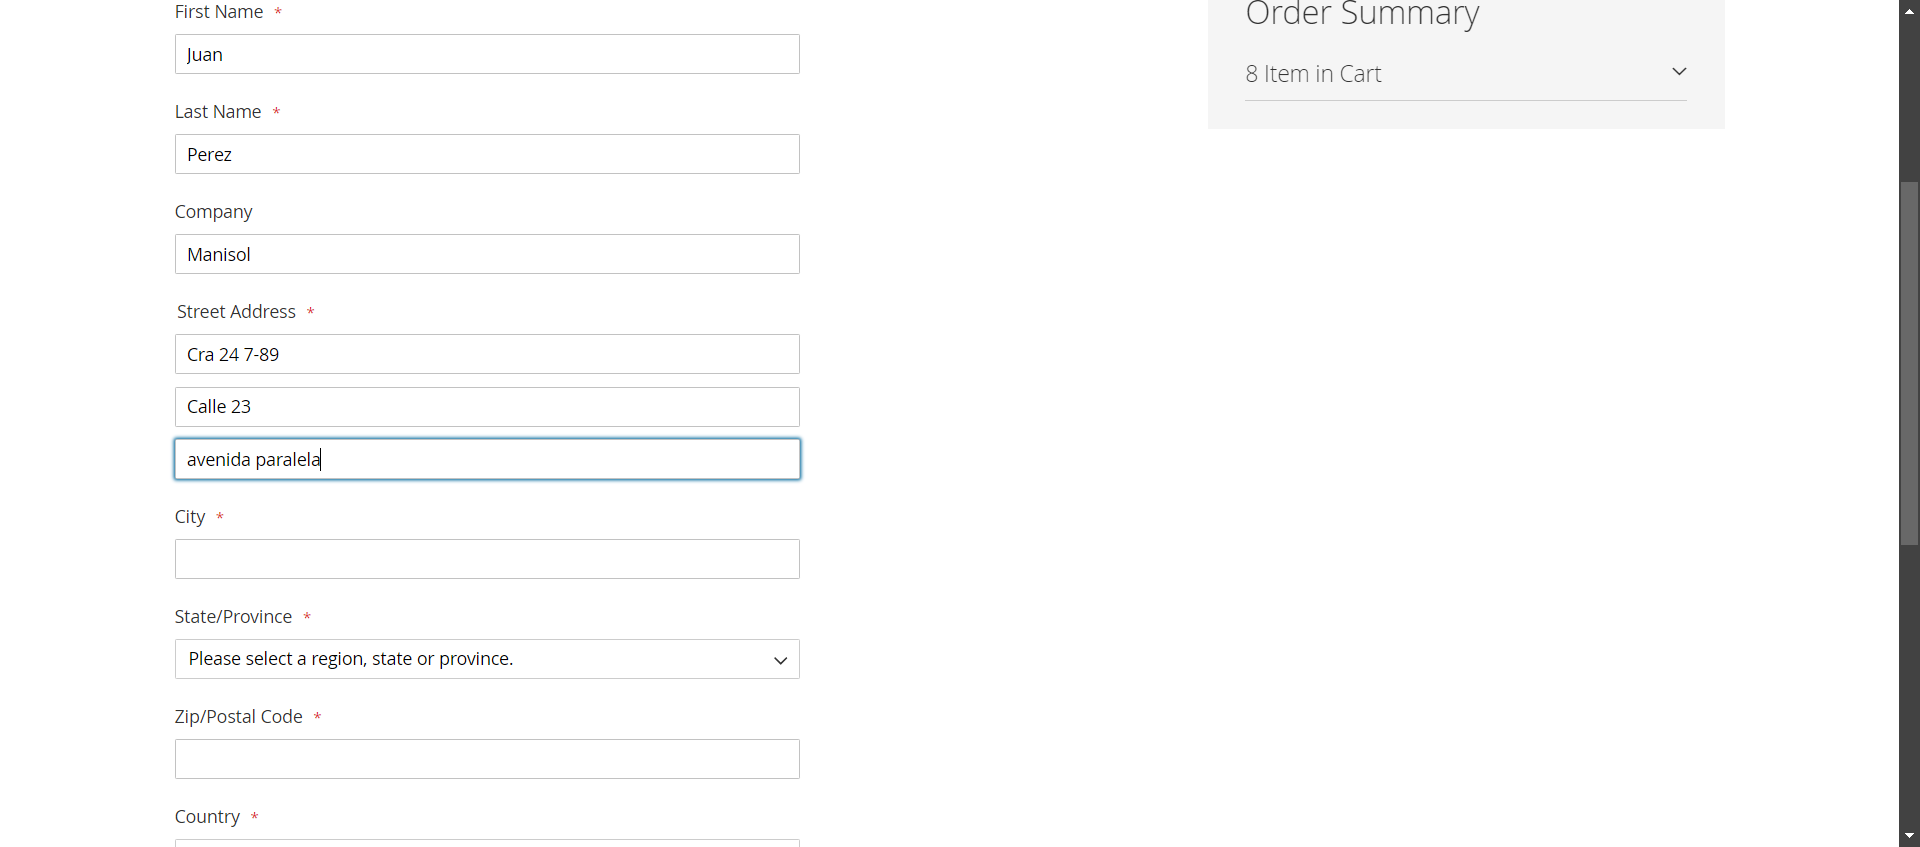 First Name *
Juan
Last Name *
Perez
Company
Manisol
Street Address *
Cra 24 7-89
Calle 23
avenida paralela
City *
State/Province *
Please select a region, state or province.
Zip/Postal Code *
Country *
Order Summary
8 Item in Cart